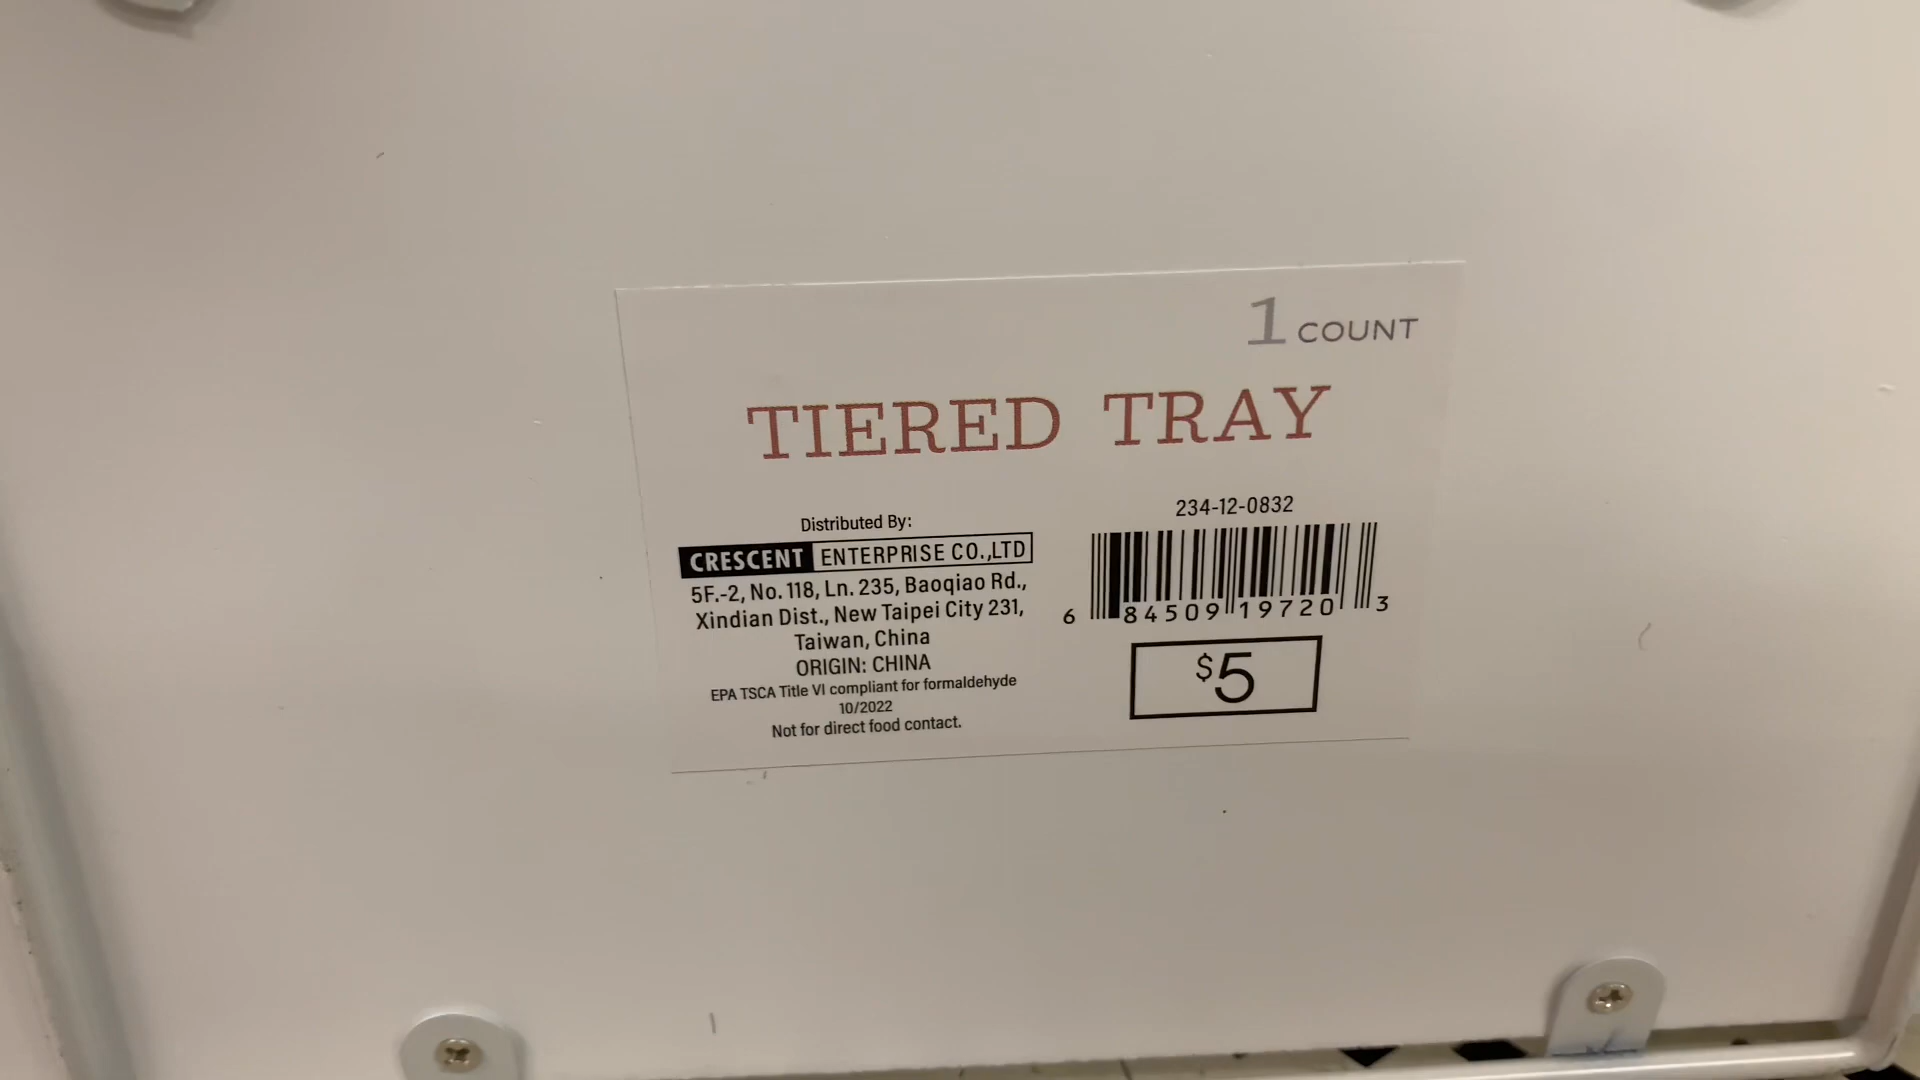 1 COUNT
TIERED TRAY
Distributed By:
CRESCENT ENTERPRISE CO.,LTD
5F.-2, No. 118, Ln. 235, Baoqiao Rd.,
Xindian Dist., New Taipei City 231,
Taiwan, China
ORIGIN: CHINA
EPA TSCA Title VI compliant for formaldehyde
10/2022
Not for direct food contact.
234-12-0832
6 84509 19720 3
$5